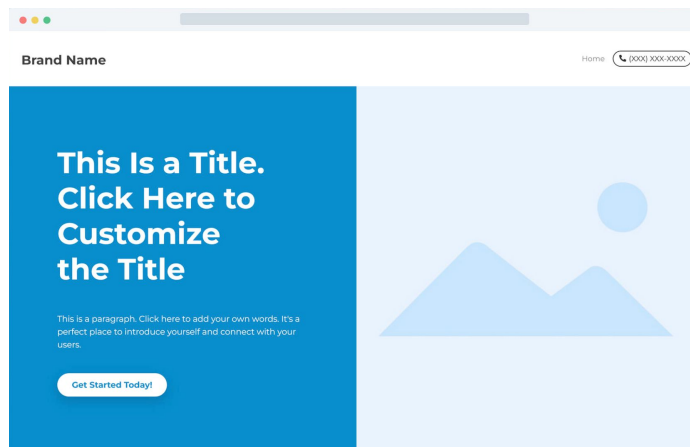 Brand Name
Home
(XXX) XXX-XXXX
This Is a Title.
Click Here to
Customize
the Title
This is a paragraph. Click here to add your own words. It's a
perfect place to introduce yourself and connect with your
users.
Get Started Today!